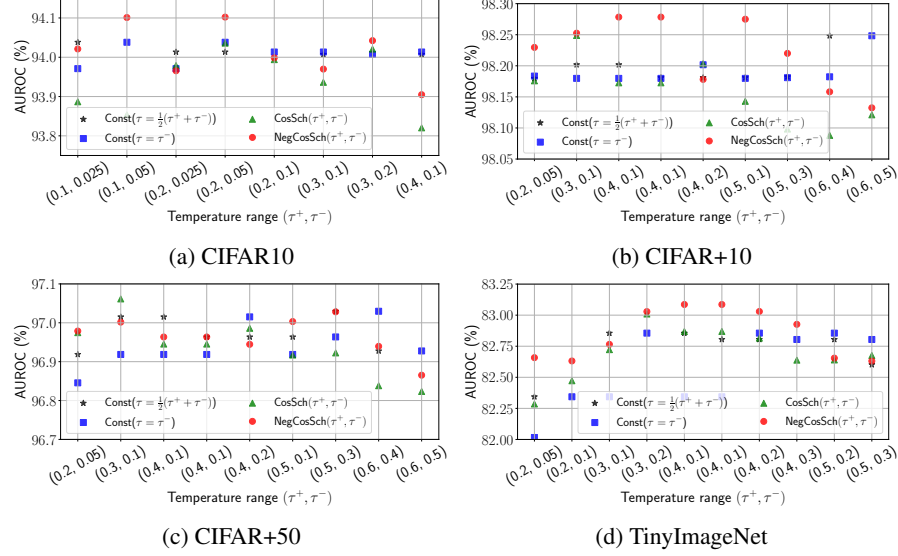 94.1
94.0
93.9
93.8
AUROC (%)
★ Const(τ = ½(τ⁺ + τ⁻))
Const(τ = τ⁻)
CosSch(τ⁺, τ⁻)
NegCosSch(τ⁺, τ⁻)
(0.1, 0.025)
(0.1, 0.05)
(0.2, 0.025)
(0.2, 0.05)
(0.2, 0.1)
(0.3, 0.1)
(0.3, 0.2)
(0.4, 0.1)
Temperature range (τ⁺, τ⁻)
(a) CIFAR10
98.30
98.25
98.20
98.15
98.10
98.05
AUROC (%)
Const(τ = ½(τ⁺ + τ⁻))
Const(τ = τ⁻)
CosSch(τ⁺, τ⁻)
NegCosSch(τ⁺, τ⁻)
(0.2, 0.05)
(0.3, 0.1)
(0.4, 0.1)
(0.4, 0.1)
(0.4, 0.2)
(0.5, 0.1)
(0.5, 0.3)
(0.6, 0.4)
(0.6, 0.5)
Temperature range (τ⁺, τ⁻)
(b) CIFAR+10
97.1
97.0
96.9
96.8
96.7
AUROC (%)
Const(τ = ½(τ⁺ + τ⁻))
Const(τ = τ⁻)
CosSch(τ⁺, τ⁻)
NegCosSch(τ⁺, τ⁻)
(0.2, 0.05)
(0.3, 0.1)
(0.4, 0.1)
(0.4, 0.1)
(0.4, 0.2)
(0.5, 0.1)
(0.5, 0.3)
(0.6, 0.4)
(0.6, 0.5)
Temperature range (τ⁺, τ⁻)
(c) CIFAR+50
83.25
83.00
82.75
82.50
82.25
82.00
AUROC (%)
Const(τ = ½(τ⁺ + τ⁻))
Const(τ = τ⁻)
CosSch(τ⁺, τ⁻)
NegCosSch(τ⁺, τ⁻)
(0.2, 0.05)
(0.2, 0.1)
(0.3, 0.1)
(0.3, 0.2)
(0.4, 0.1)
(0.4, 0.1)
(0.4, 0.2)
(0.4, 0.3)
(0.5, 0.2)
(0.5, 0.3)
Temperature range (τ⁺, τ⁻)
(d) TinyImageNet